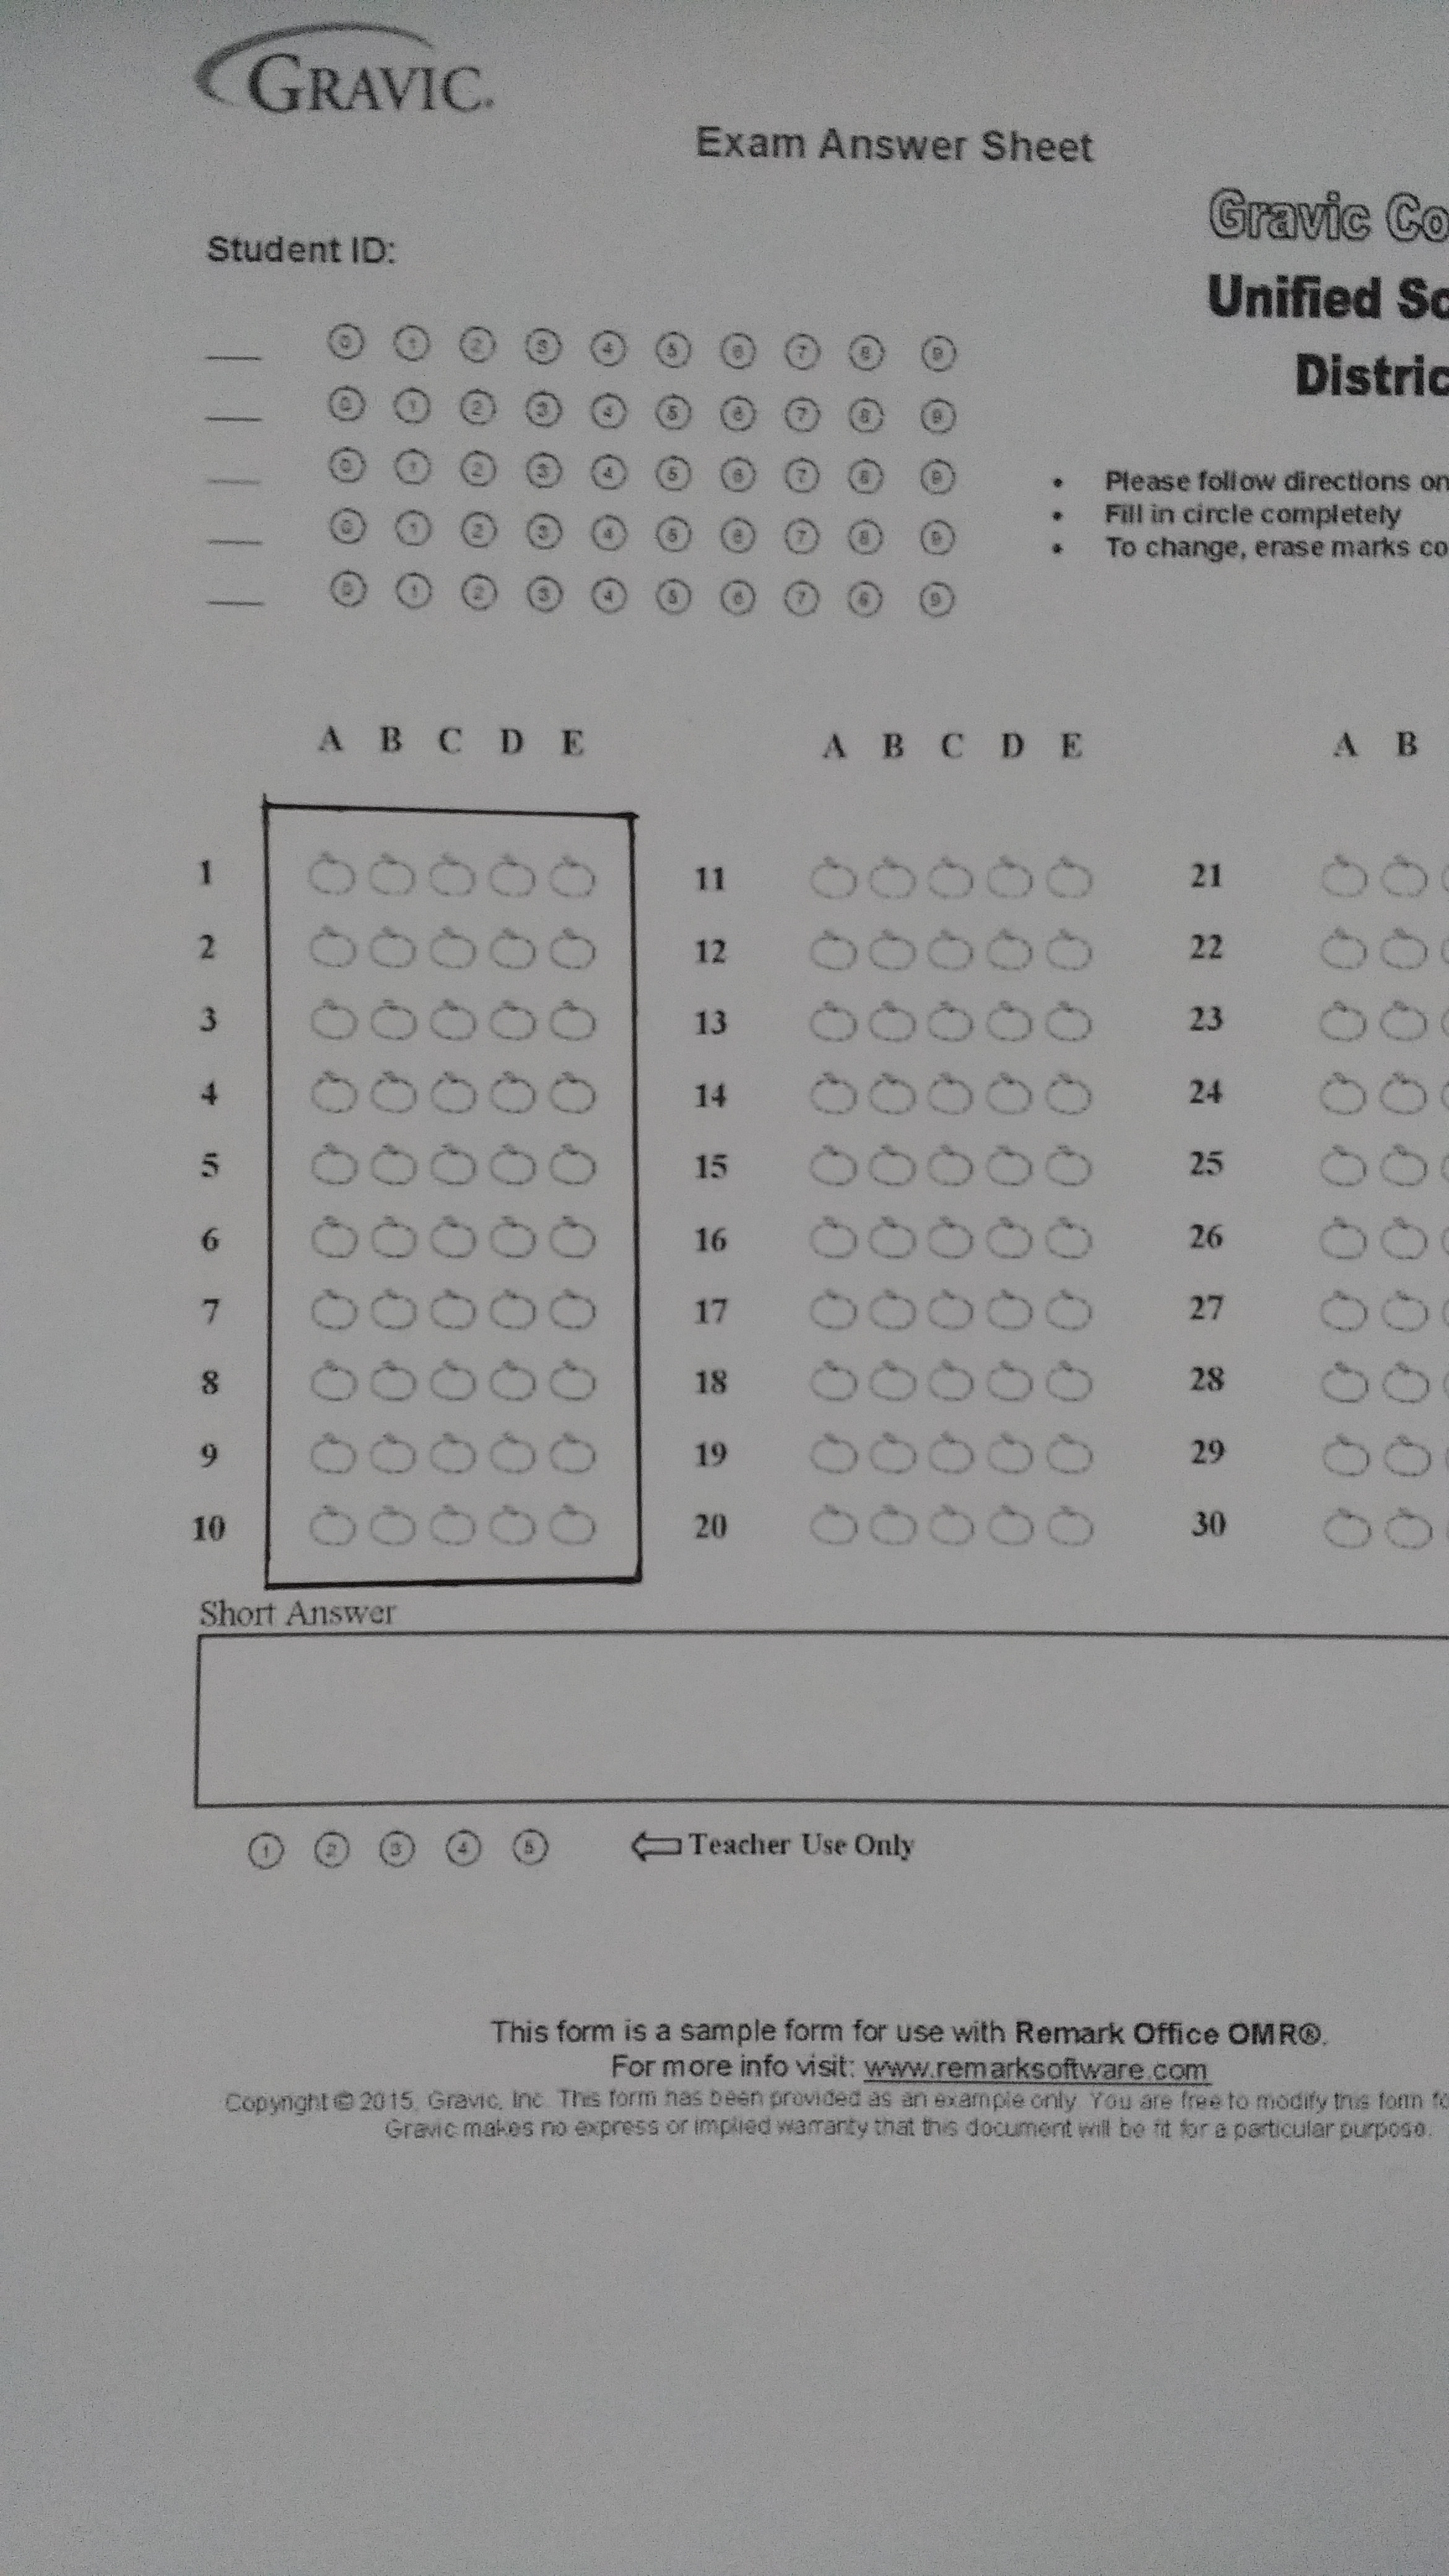 GRAVIC.
Exam Answer Sheet
Gravic Co
Unified Sc
Distric
Student ID:
0 1 2 3 4 5 6 7 8 9
0 1 2 3 4 5 6 7 8 9
0 1 2 3 4 5 6 7 8 9
0 1 2 3 4 5 6 7 8 9
0 1 2 3 4 5 6 7 8 9
• Please follow directions on
• Fill in circle completely
• To change, erase marks co
A B C D E A B C D E A B
1 11 21
2 12 22
3 13 23
4 14 24
5 15 25
6 16 26
7 17 27
8 18 28
9 19 29
10 20 30
Short Answer
1 2 3 4 5 Teacher Use Only
This form is a sample form for use with Remark Office OMR®.
For more info visit: www.remarksoftware.com
Copyright © 2015, Gravic, Inc. This form has been provided as an example only. You are free to modify this form fo
Gravic makes no express or implied warranty that this document will be fit for a particular purpose.